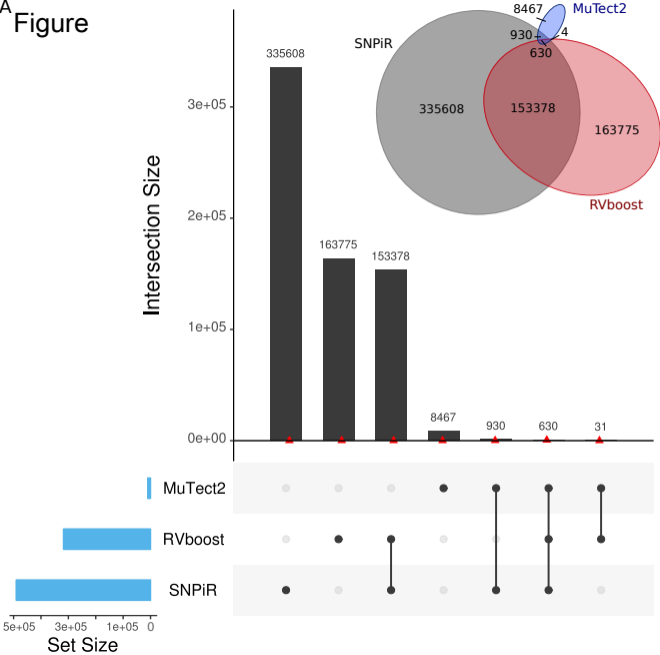 A
Figure
8467
MuTect2
930
4
630
SNPiR
335608
153378
163775
RVboost
Intersection Size
3e+05
2e+05
1e+05
0e+00
335608
163775
153378
8467
930
630
31
MuTect2
RVboost
SNPiR
5e+05
3e+05
1e+05
0
Set Size